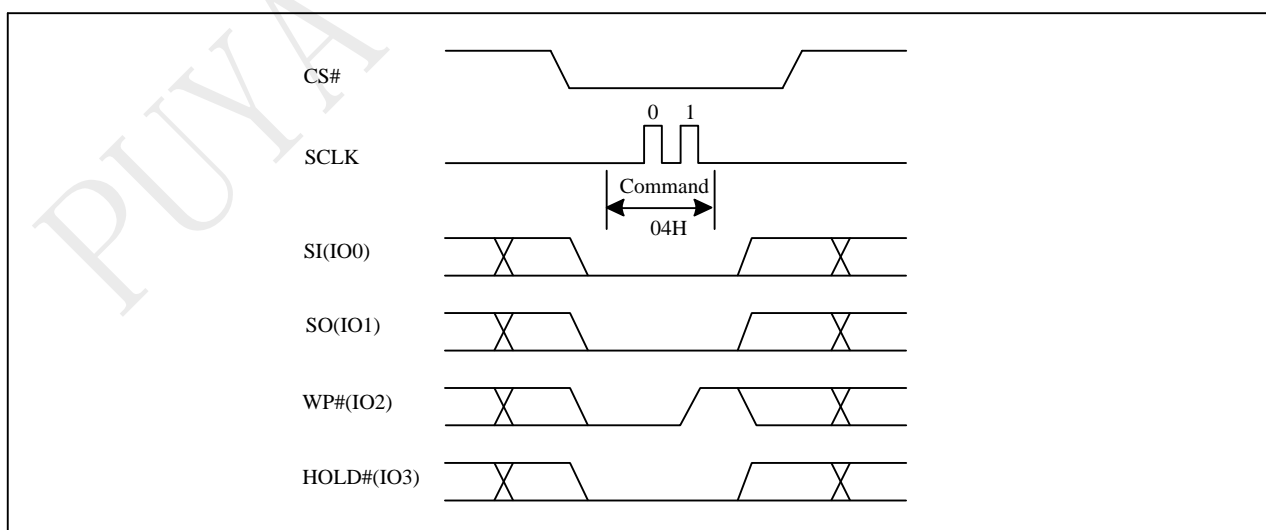 PUYA
CS#
0 1
SCLK
Command
04H
SI(IO0)
SO(IO1)
WP#(IO2)
HOLD#(IO3)